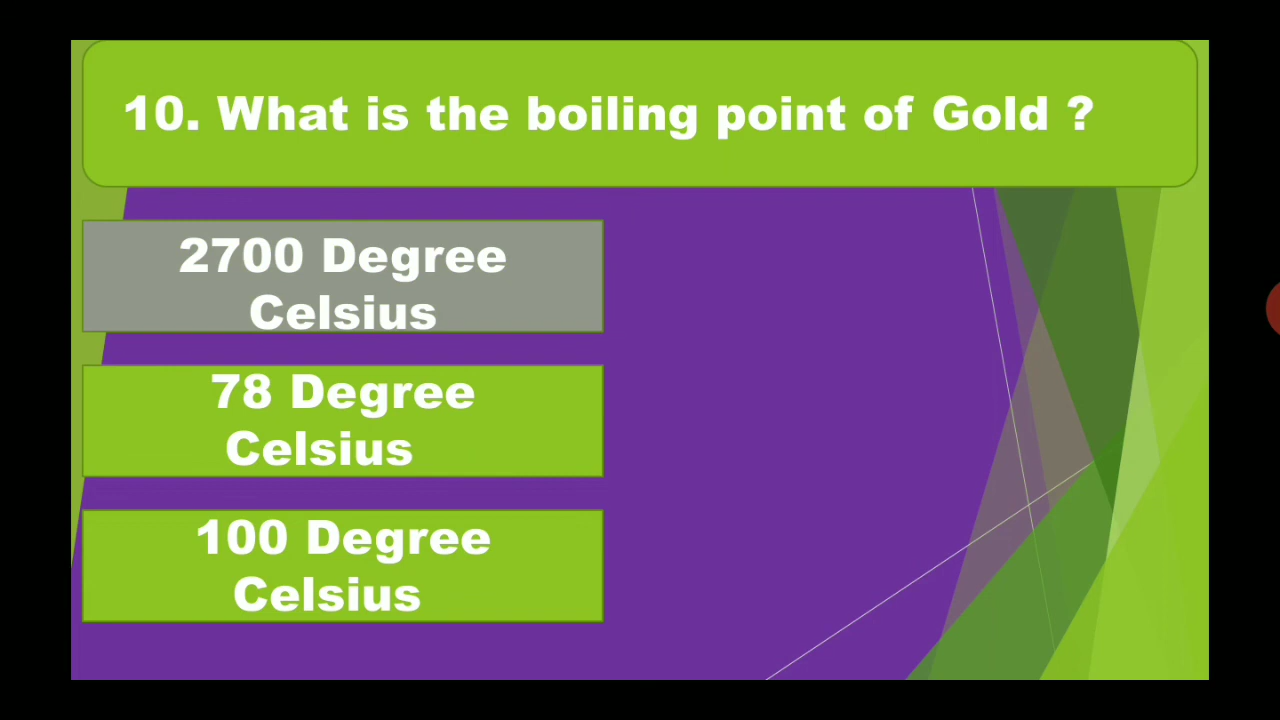 10. What is the boiling point of Gold ?
2700 Degree
Celsius
78 Degree
Celsius
100 Degree
Celsius